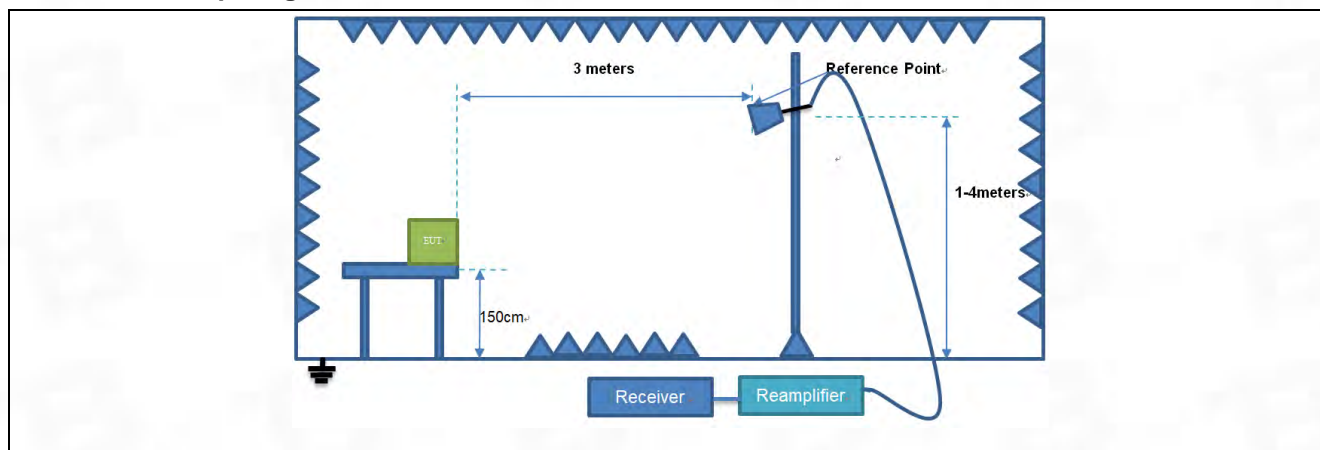 3 meters
Reference Point
1-4meters
EUT
150cm
Receiver
Reamplifier